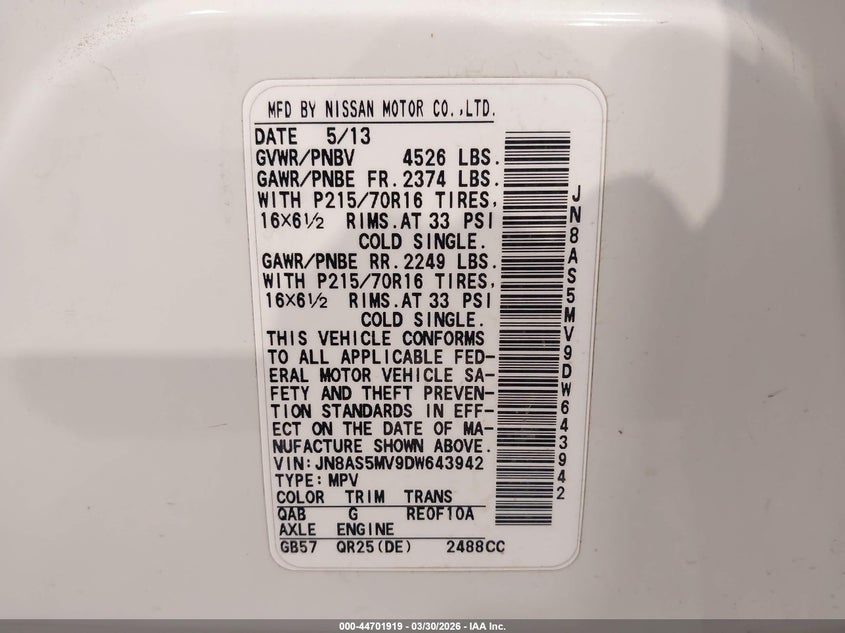 MFD BY NISSAN MOTOR CO.,LTD.
DATE 5/13
GVWR/PNBV 4526 LBS.
GAWR/PNBE FR. 2374 LBS.
WITH P215/70R16 TIRES,
16×6½ RIMS. AT 33 PSI
COLD SINGLE.
GAWR/PNBE RR. 2249 LBS.
WITH P215/70R16 TIRES,
16×6½ RIMS. AT 33 PSI
COLD SINGLE.
THIS VEHICLE CONFORMS
TO ALL APPLICABLE FED-
ERAL MOTOR VEHICLE SA-
FETY AND THEFT PREVEN-
TION STANDARDS IN EFF-
ECT ON THE DATE OF MA-
NUFACTURE SHOWN ABOVE.
VIN:JN8AS5MV9DW643942
TYPE:MPV
COLOR TRIM TRANS
QAB G RE0F10A
AXLE ENGINE
GB57 QR25(DE) 2488CC
JN8AS5MV9DW643942
000-44701919 - 03/30/2026 - IAA Inc.